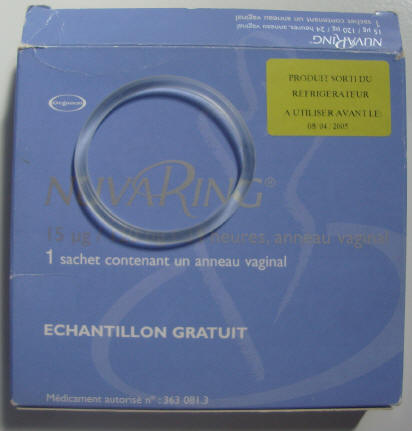 15 µg / 120 µg / 24 heures, anneau vaginal
1 sachet contenant un anneau vaginal
NUVARING®
Organon
PRODUIT SORTI DU
REFRIGERATEUR
A UTILISER AVANT LE:
08/04/2005
NUVARING®
15 µg heures, anneau vaginal
1 sachet contenant un anneau vaginal
ECHANTILLON GRATUIT
Médicament autorisé n° : 363 081.3